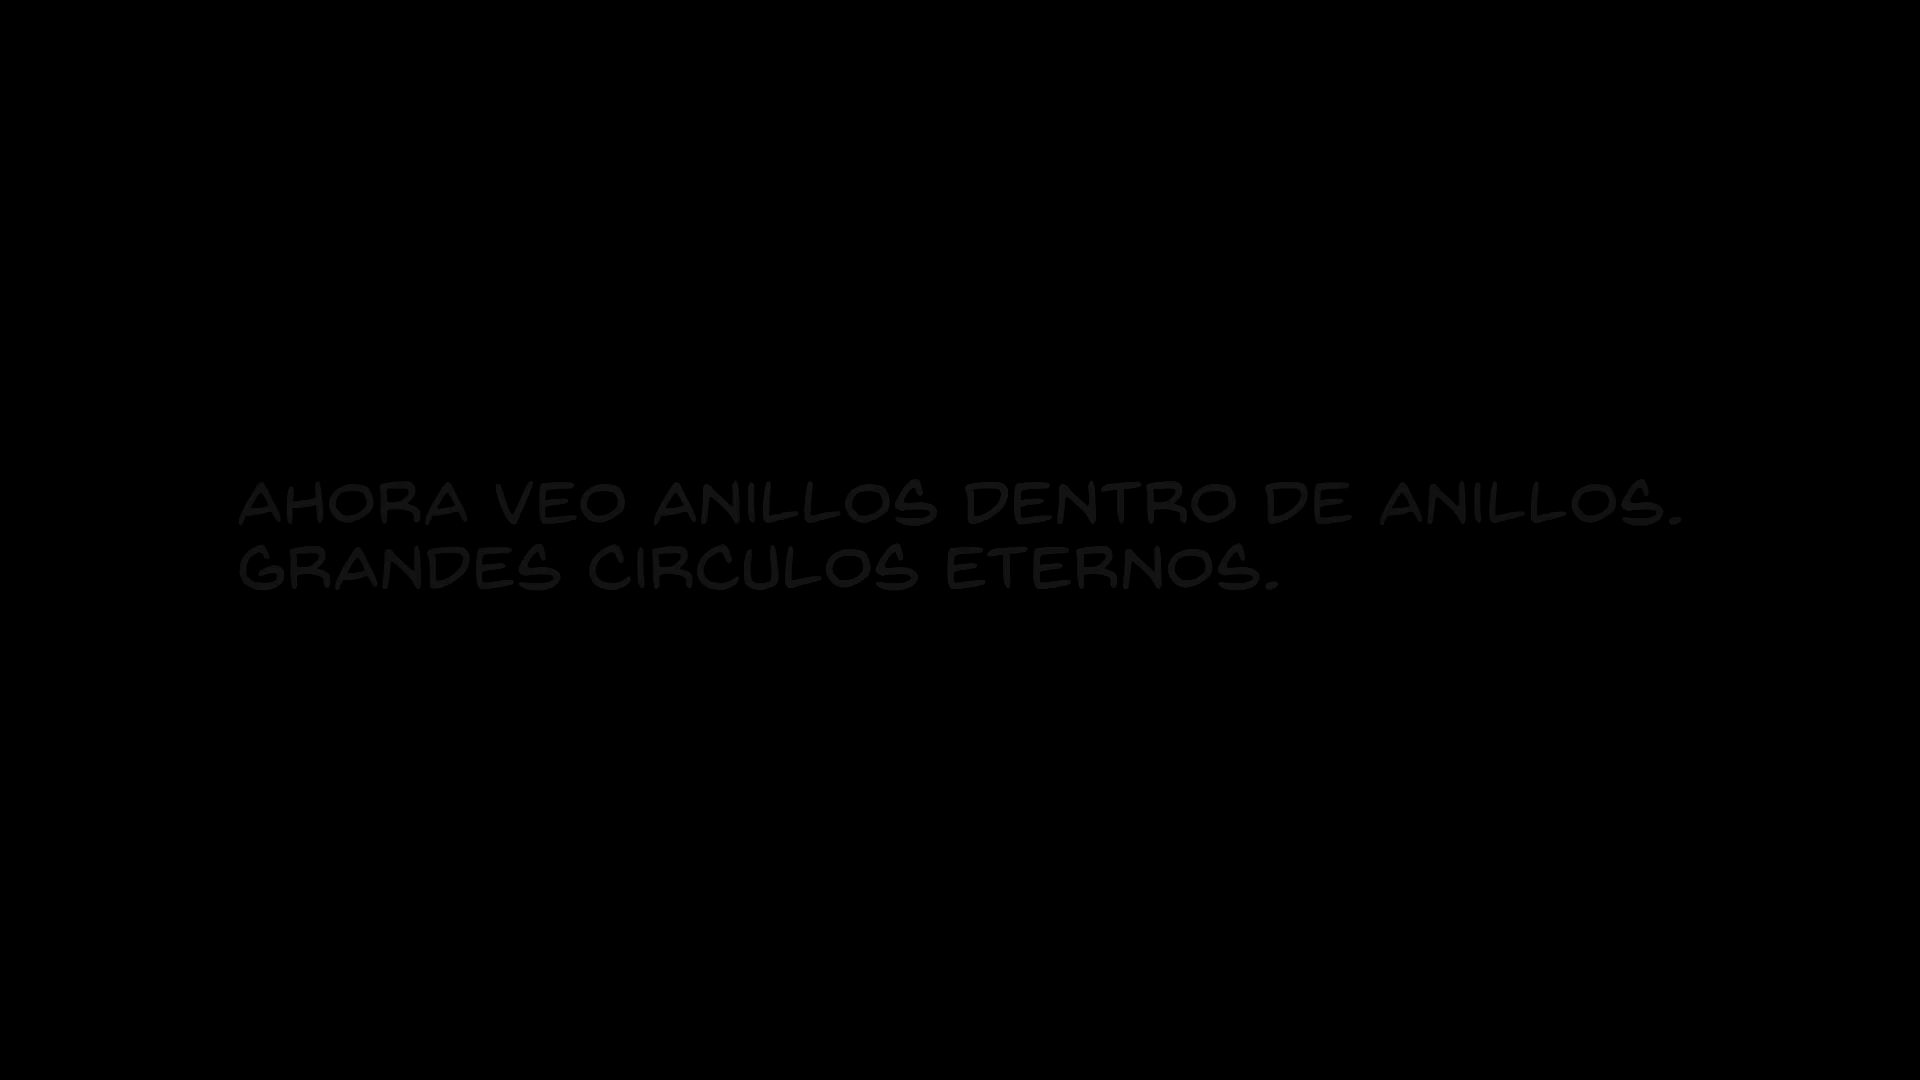 AHORA VEO ANILLOS DENTRO DE ANILLOS.
GRANDES CIRCULOS ETERNOS.